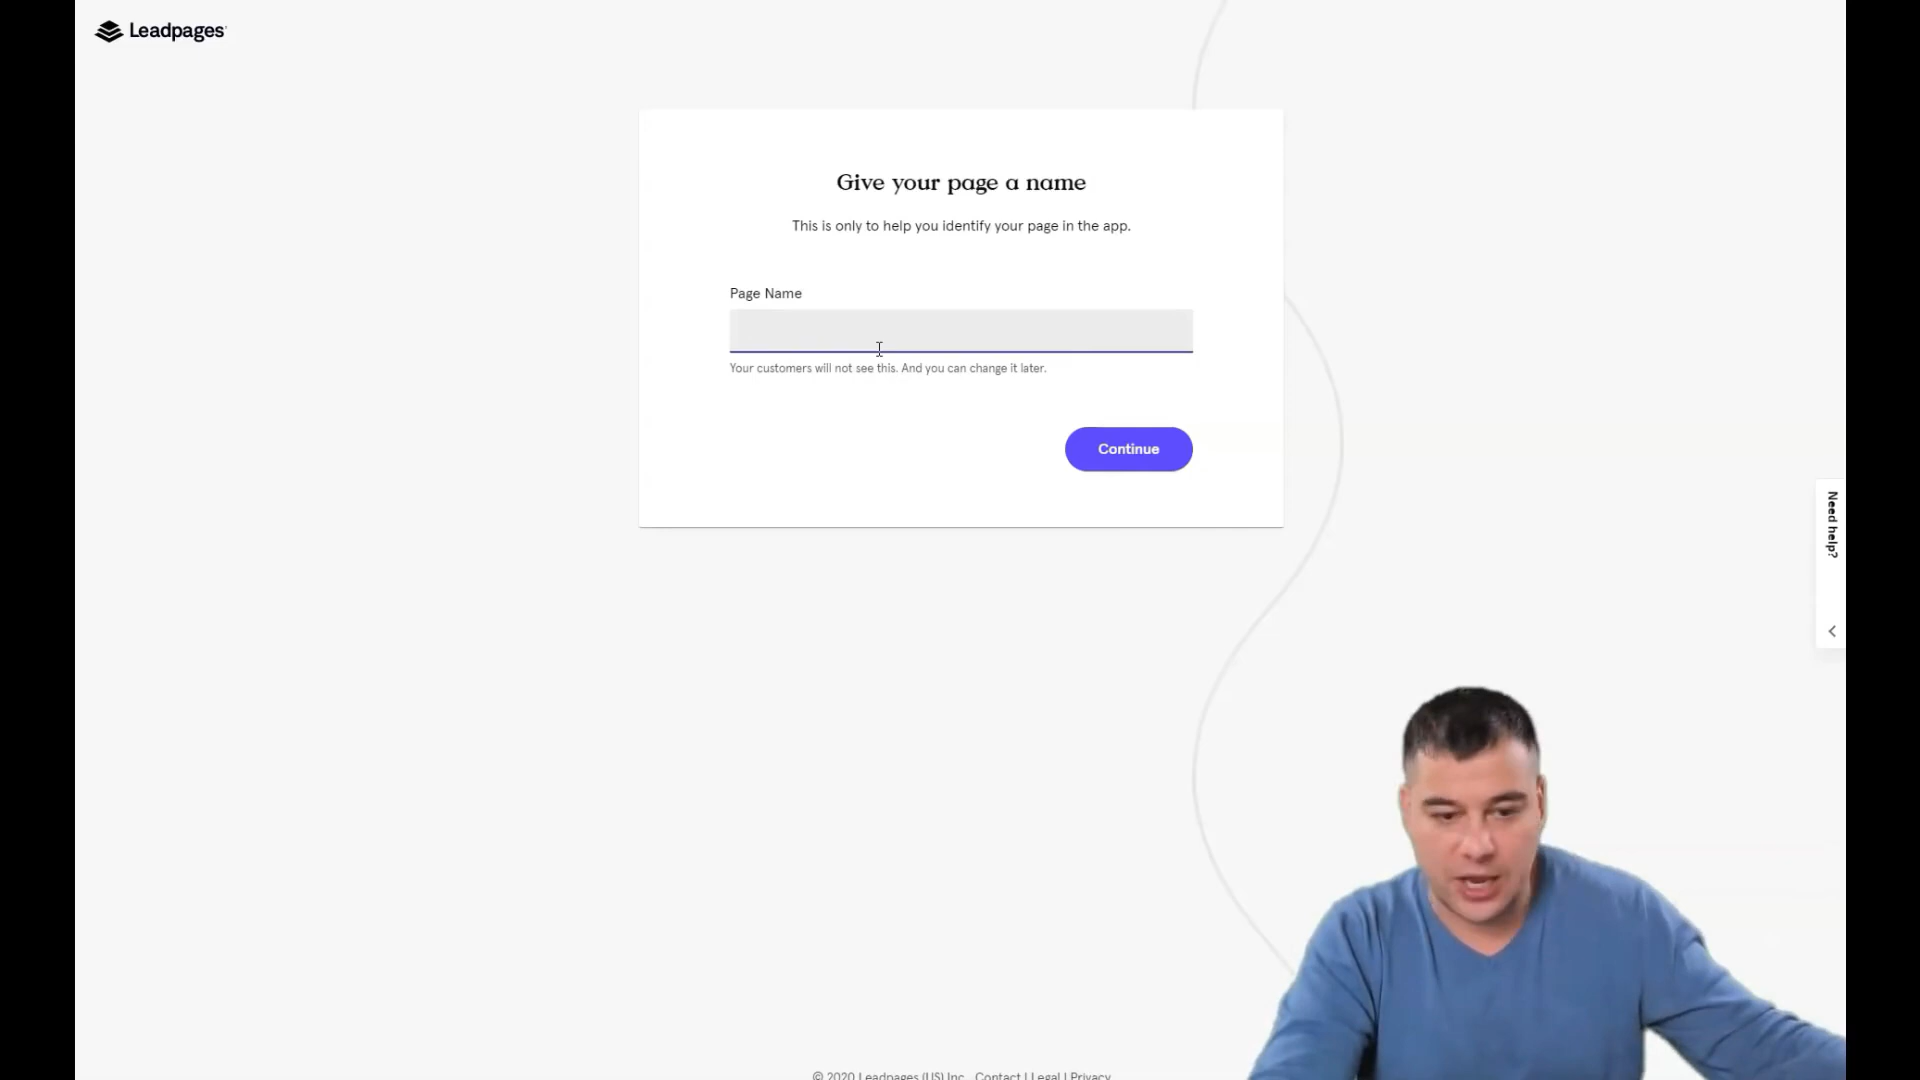 Leadpages
Give your page a name
This is only to help you identify your page in the app.
Page Name
Your customers will not see this. And you can change it later.
Continue
Need help?
© 2020 Leadpages (US) Inc. Contact | Legal | Privacy